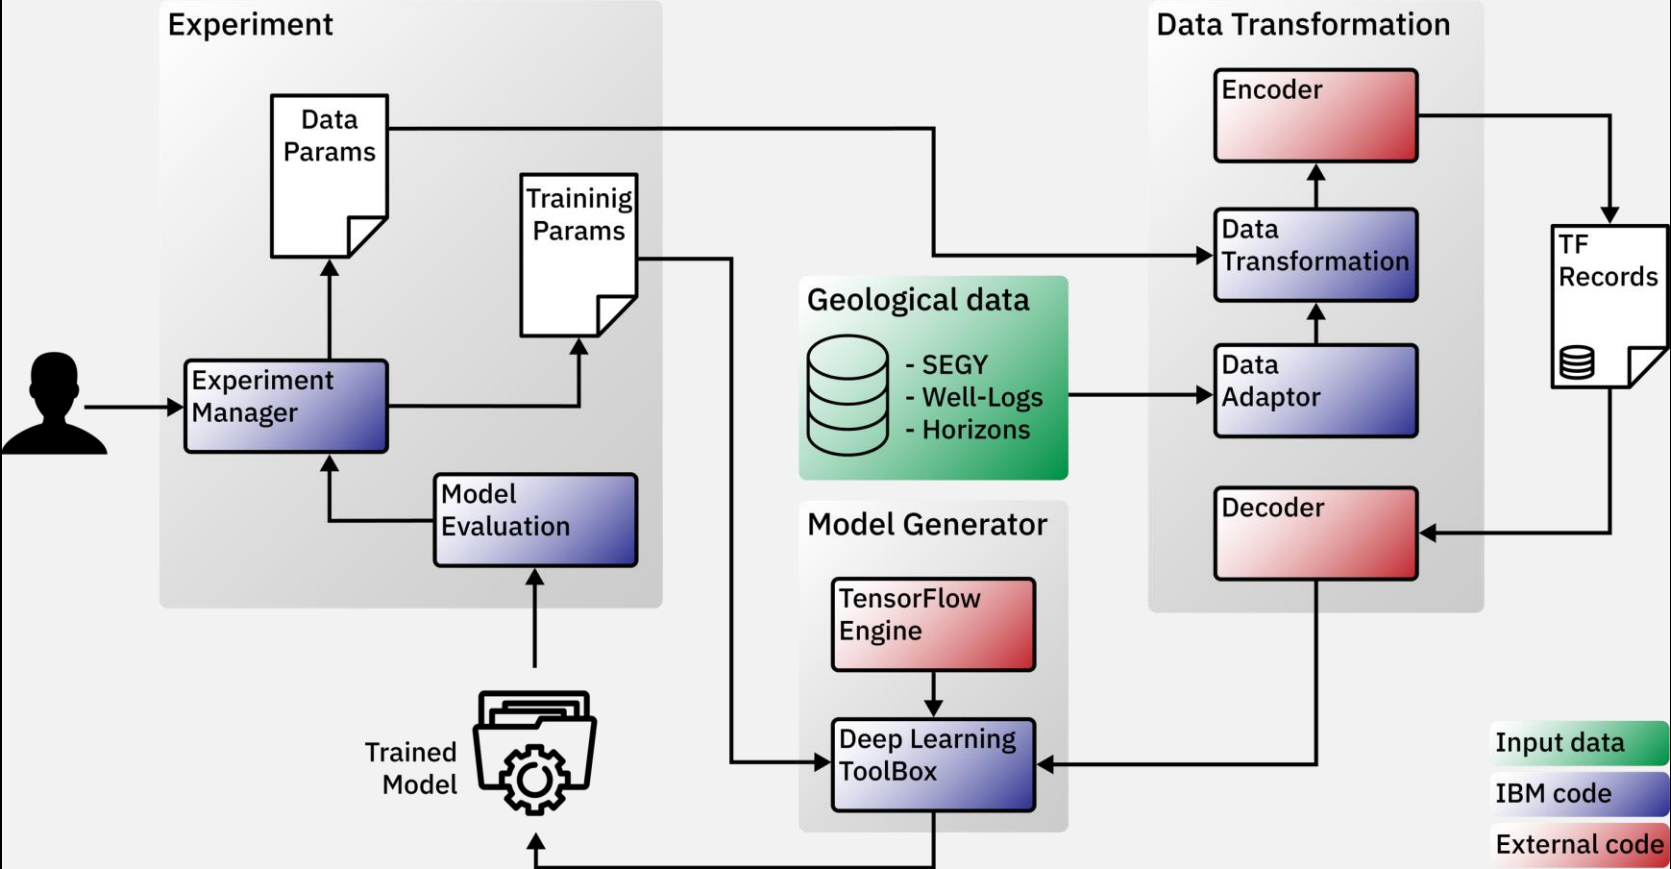 Experiment
Data
Params
Traininig
Params
Experiment
Manager
Model
Evaluation
Trained
Model
Geological data
- SEGY
- Well-Logs
- Horizons
Model Generator
TensorFlow
Engine
Deep Learning
ToolBox
Data Transformation
Encoder
Data
Transformation
Data
Adaptor
Decoder
TF
Records
Input data
IBM code
External code